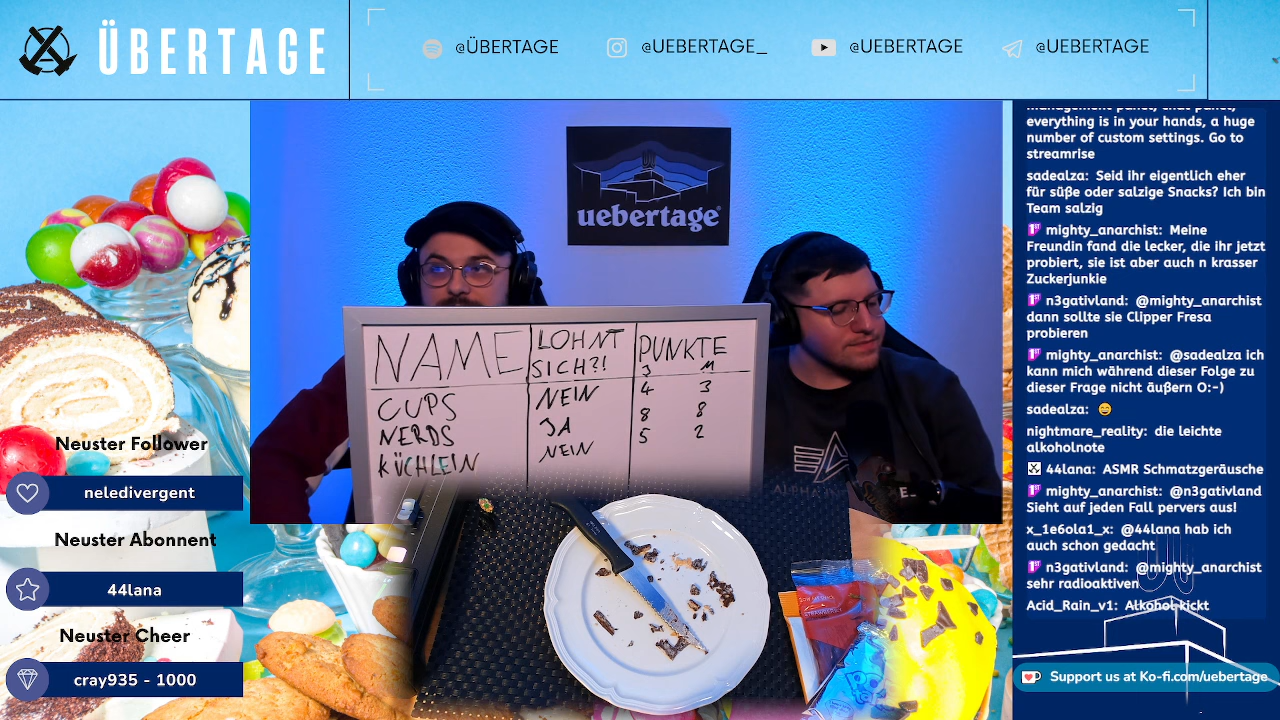 ÜBERTAGE
@ÜBERTAGE
@UEBERTAGE_
@UEBERTAGE
@UEBERTAGE
uebertage
NAME LOHNT SICH?! PUNKTE
J M
CUPS NEIN 4 3
NERDS JA 8 8
KÜCHLEIN NEIN 5 2
Neuster Follower
neledivergent
Neuster Abonnent
44lana
Neuster Cheer
cray935 - 1000
management panel, chat panel,
everything is in your hands, a huge
number of custom settings. Go to
streamrise
sadealza: Seid ihr eigentlich eher
für süße oder salzige Snacks? Ich bin
Team salzig
mighty_anarchist: Meine
Freundin fand die lecker, die ihr jetzt
probiert, sie ist aber auch n krasser
Zuckerjunkie
n3gativland: @mighty_anarchist
dann sollte sie Clipper Fresa
probieren
mighty_anarchist: @sadealza ich
kann mich während dieser Folge zu
dieser Frage nicht äußern O:-)
sadealza:
nightmare_reality: die leichte
alkoholnote
44lana: ASMR Schmatzgeräusche
mighty_anarchist: @n3gativland
Sieht auf jeden Fall pervers aus!
x_1e6ola1_x: @44lana hab ich
auch schon gedacht
n3gativland: @mighty_anarchist
sehr radioaktiven
Acid_Rain_v1: Alkohol kickt
Support us at Ko-fi.com/uebertage